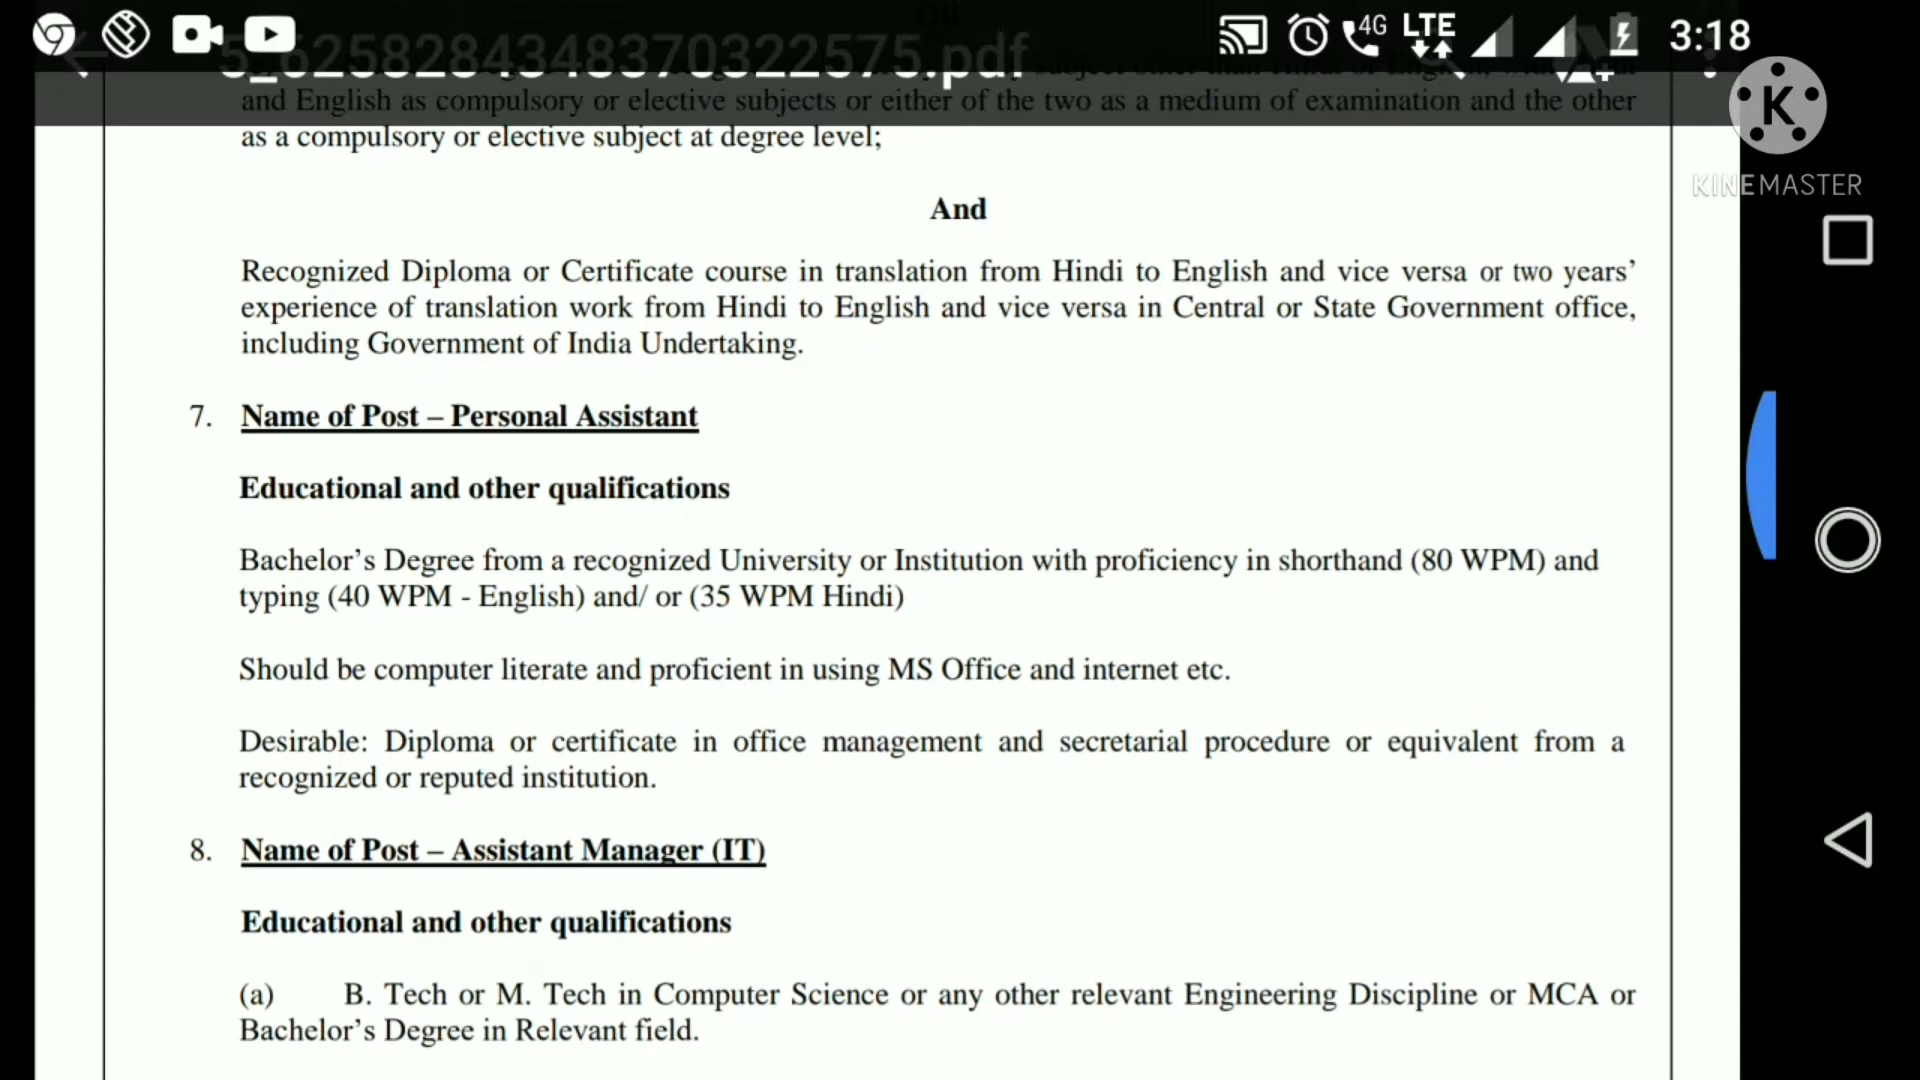 4G LTE 3:18
5_6258284348370322575.pdf
and English as compulsory or elective subjects or either of the two as a medium of examination and the other
as a compulsory or elective subject at degree level;
K
KINEMASTER
And
Recognized Diploma or Certificate course in translation from Hindi to English and vice versa or two years’
experience of translation work from Hindi to English and vice versa in Central or State Government office,
including Government of India Undertaking.
7. Name of Post – Personal Assistant
Educational and other qualifications
Bachelor’s Degree from a recognized University or Institution with proficiency in shorthand (80 WPM) and
typing (40 WPM - English) and/ or (35 WPM Hindi)
Should be computer literate and proficient in using MS Office and internet etc.
Desirable: Diploma or certificate in office management and secretarial procedure or equivalent from a
recognized or reputed institution.
8. Name of Post – Assistant Manager (IT)
Educational and other qualifications
(a) B. Tech or M. Tech in Computer Science or any other relevant Engineering Discipline or MCA or
Bachelor’s Degree in Relevant field.